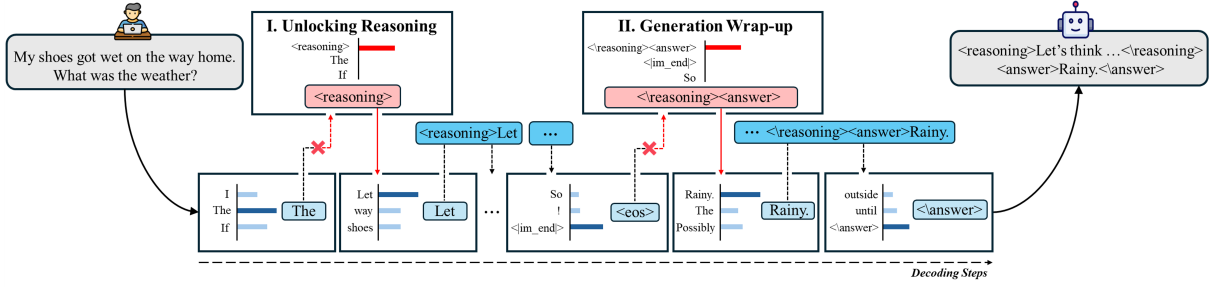 My shoes got wet on the way home.
What was the weather?
I. Unlocking Reasoning
<reasoning>
The
If
<reasoning>
II. Generation Wrap-up
<\reasoning><answer>
<|im_end|>
So
<\reasoning><answer>
<reasoning>Let's think …<\reasoning>
<answer>Rainy.<\answer>
<reasoning>Let
...
... <\reasoning><answer>Rainy.
I
The
If
The
Let
way
shoes
Let
...
So
!
<|im_end|>
<eos>
Rainy.
The
Possibly
Rainy.
outside
until
<\answer>
<\answer>
Decoding Steps